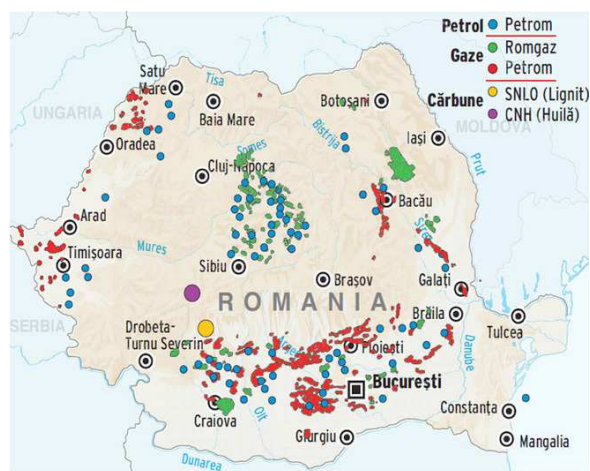 Petrol Petrom
Gaze Romgaz
Petrom
Cărbune SNLO (Lignit)
CNH (Huilă)
UNGARIA
MOLDOVA
SERBIA
ROMANIA
Satu
Mare
Tisa
Baia Mare
Botoșani
Iași
Oradea
Someș
Bistrița
Prut
Cluj-Napoca
Bacău
Arad
Mureș
Siret
Timișoara
Sibiu
Brașov
Galați
Brăila
Tulcea
Drobeta-
Turnu Severin
Argeș
Ploiești
Danube
București
Craiova
Olt
Constanța
Giurgiu
Mangalia
Dunarea